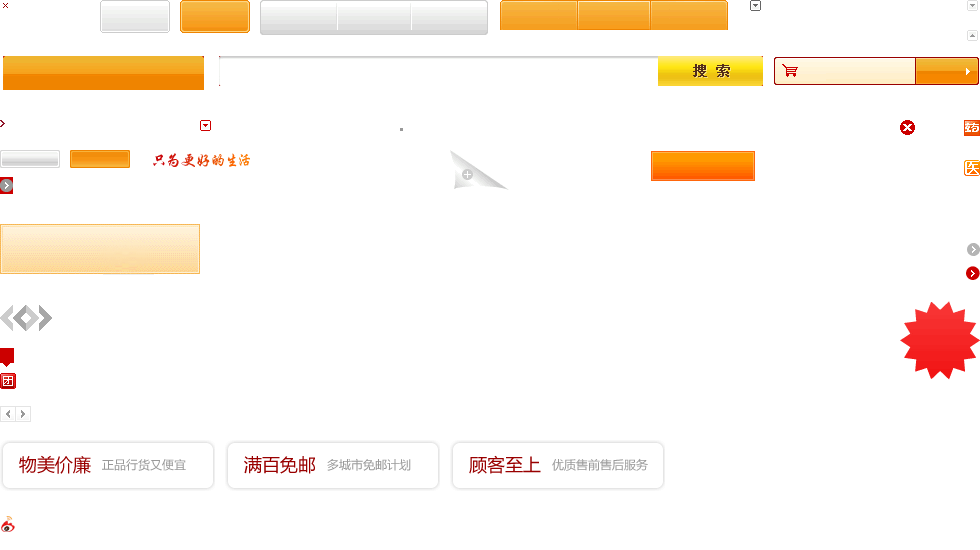 搜 索
只为更好的生活
医
团
物美价廉 正品行货又便宜
满百免邮 多城市免邮计划
顾客至上 优质售前售后服务